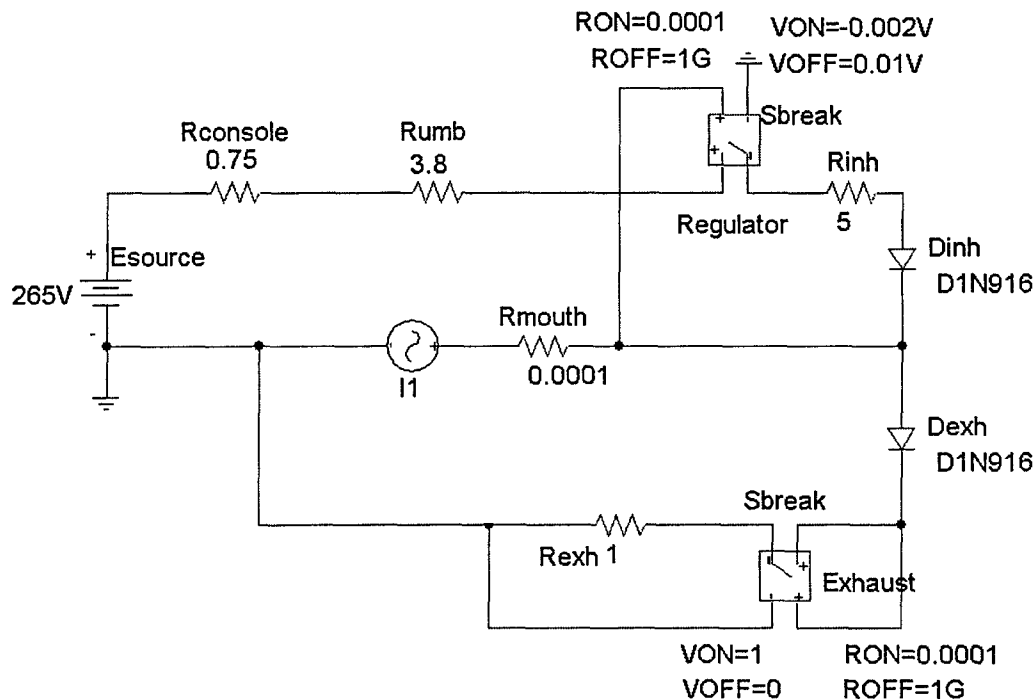 RON=0.0001 VON=-0.002V
ROFF=1G VOFF=0.01V
Sbreak
Rconsole Rumb
0.75 3.8
Rinh
Regulator 5
+ Esource
265V
-
Dinh
D1N916
Rmouth
0.0001
I1
Dexh
D1N916
Sbreak
Rexh 1
Exhaust
VON=1 RON=0.0001
VOFF=0 ROFF=1G